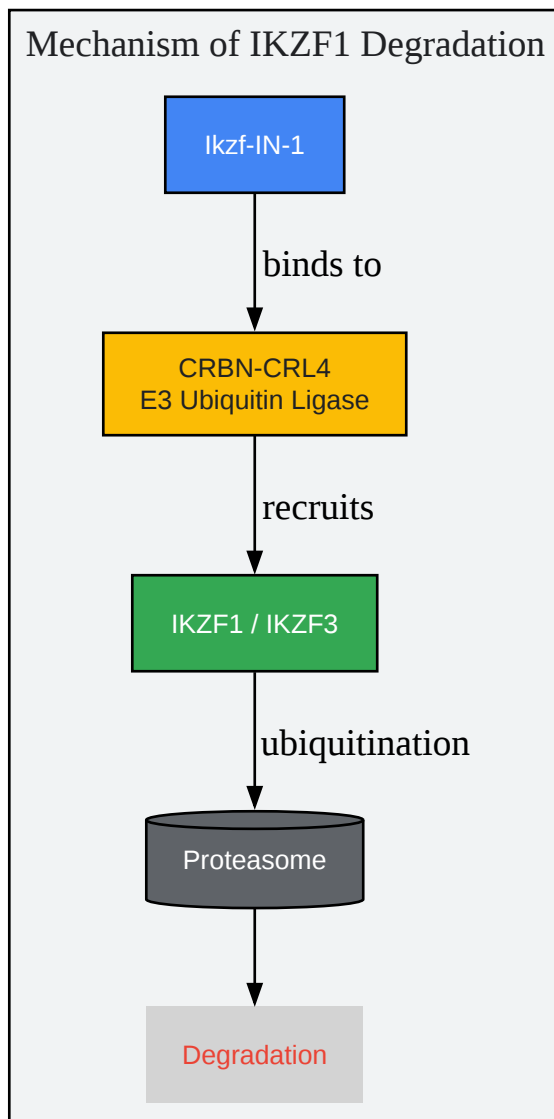 Mechanism of IKZF1 Degradation
Ikzf-IN-1
binds to
CRBN-CRL4
E3 Ubiquitin Ligase
recruits
IKZF1 / IKZF3
ubiquitination
Proteasome
Degradation